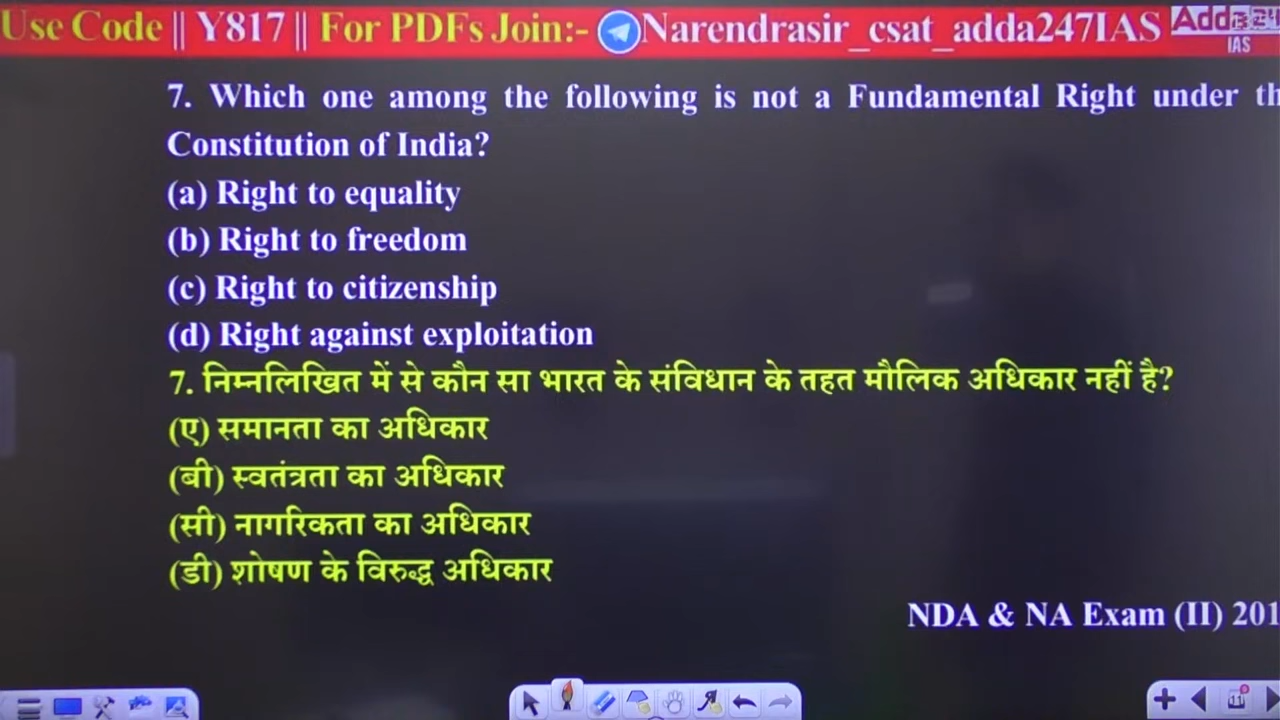 Use Code || Y817 || For PDFs Join:- Narendrasir_csat_adda247IAS
IAS
7. Which one among the following is not a Fundamental Right under th
Constitution of India?
(a) Right to equality
(b) Right to freedom
(c) Right to citizenship
(d) Right against exploitation
7. निम्नलिखित में से कौन सा भारत के संविधान के तहत मौलिक अधिकार नहीं है?
(ए) समानता का अधिकार
(बी) स्वतंत्रता का अधिकार
(सी) नागरिकता का अधिकार
(डी) शोषण के विरुद्ध अधिकार
NDA & NA Exam (II) 201